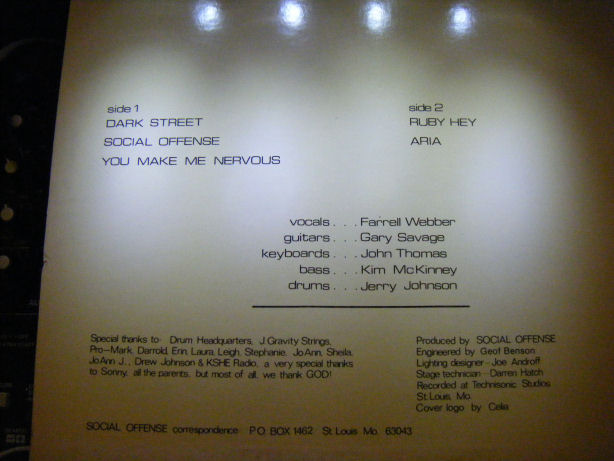 side 1
DARK STREET
SOCIAL OFFENSE
YOU MAKE ME NERVOUS
side 2
RUBY HEY
ARIA
vocals . . . Farrell Webber
guitars . . . Gary Savage
keyboards . . . John Thomas
bass . . . Kim McKinney
drums . . . Jerry Johnson
Special thanks to: Drum Headquarters, J. Gravity Strings,
Pro-Mark, Darrold, Erin, Laura, Leigh, Stephanie, JoAnn, Sheila,
JoAnn J., Drew Johnson & KSHE Radio, a very special thanks
to Sonny, all the parents, but most of all, we thank GOD!
Produced by SOCIAL OFFENSE
Engineered by Geof Benson
Lighting designer - Joe Androff
Stage technician - Darren Hatch
Recorded at Technisonic Studios
St. Louis, Mo.
Cover logo by Celia
SOCIAL OFFENSE correspondence: P.O. BOX 1462 St. Louis Mo. 63043